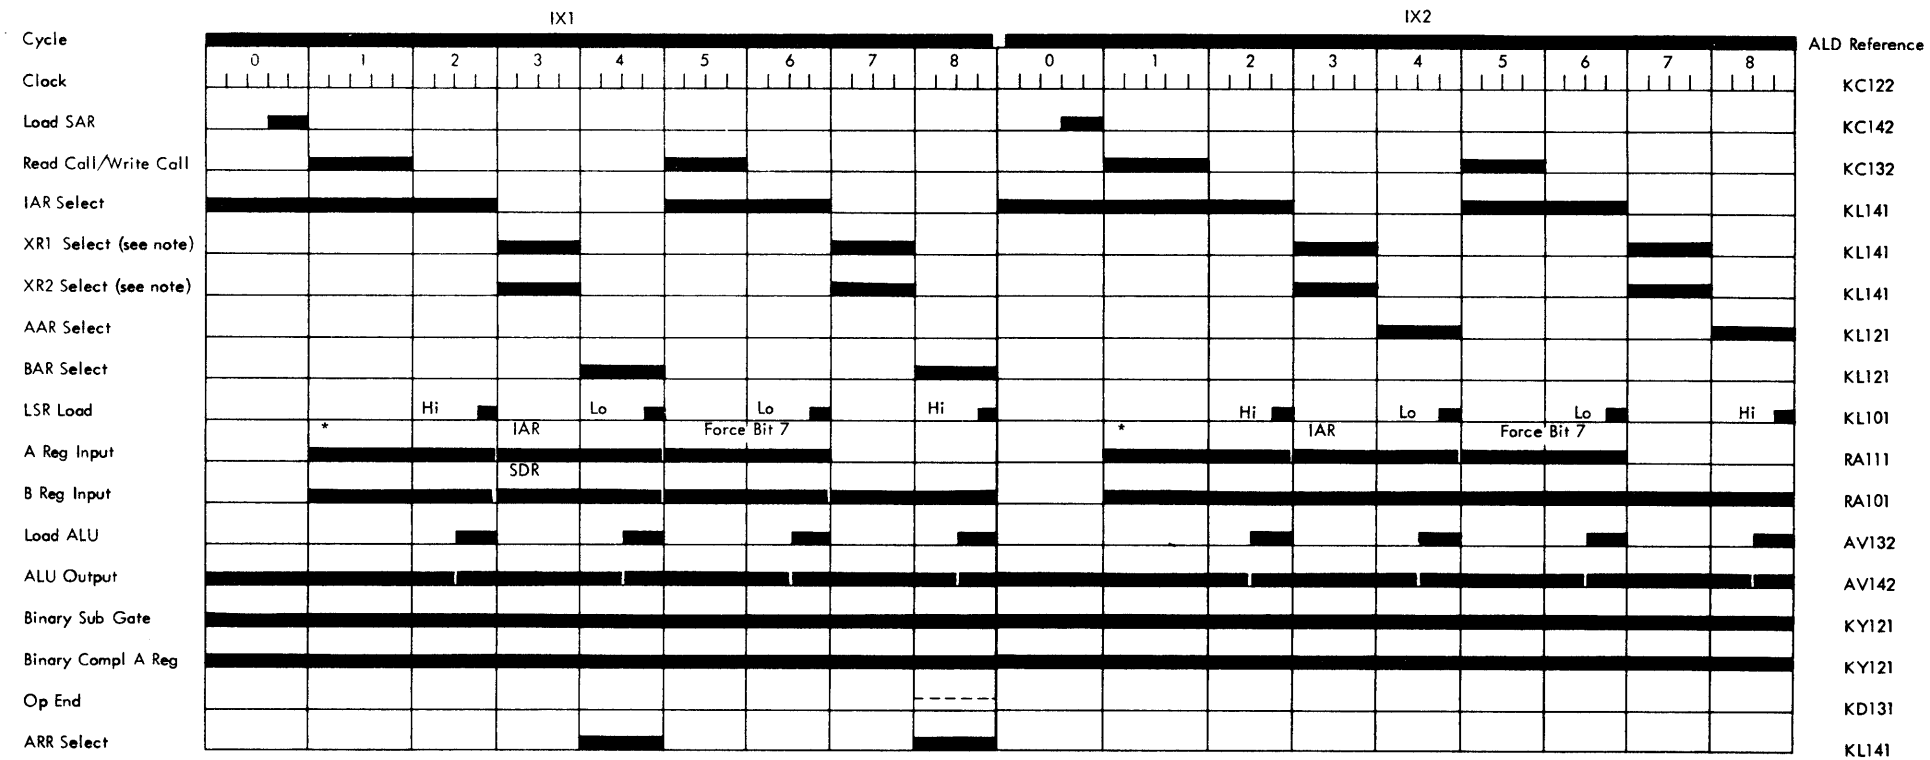 IX1 IX2
Cycle ALD Reference
0 1 2 3 4 5 6 7 8 0 1 2 3 4 5 6 7 8
Clock KC122
Load SAR KC142
Read Call/Write Call KC132
IAR Select KL141
XR1 Select (see note) KL141
XR2 Select (see note) KL141
AAR Select KL121
BAR Select KL121
LSR Load Hi Lo Lo Hi Hi Lo Lo Hi KL101
* IAR Force Bit 7 * IAR Force Bit 7
A Reg Input RA111
SDR
B Reg Input RA101
Load ALU AV132
ALU Output AV142
Binary Sub Gate KY121
Binary Compl A Reg KY121
Op End KD131
ARR Select KL141